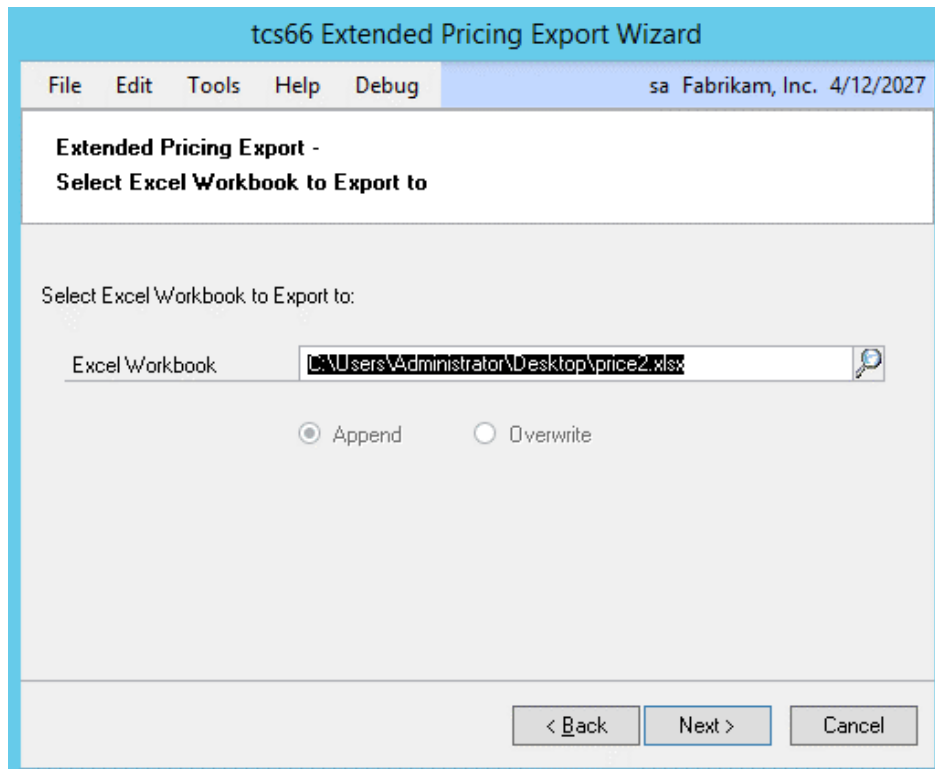 tcs66 Extended Pricing Export Wizard
File Edit Tools Help Debug sa Fabrikam, Inc. 4/12/2027
Extended Pricing Export -
Select Excel Workbook to Export to
Select Excel Workbook to Export to:
Excel Workbook C:\Users\Administrator\Desktop\price2.xlsx
Append Overwrite
< Back Next > Cancel